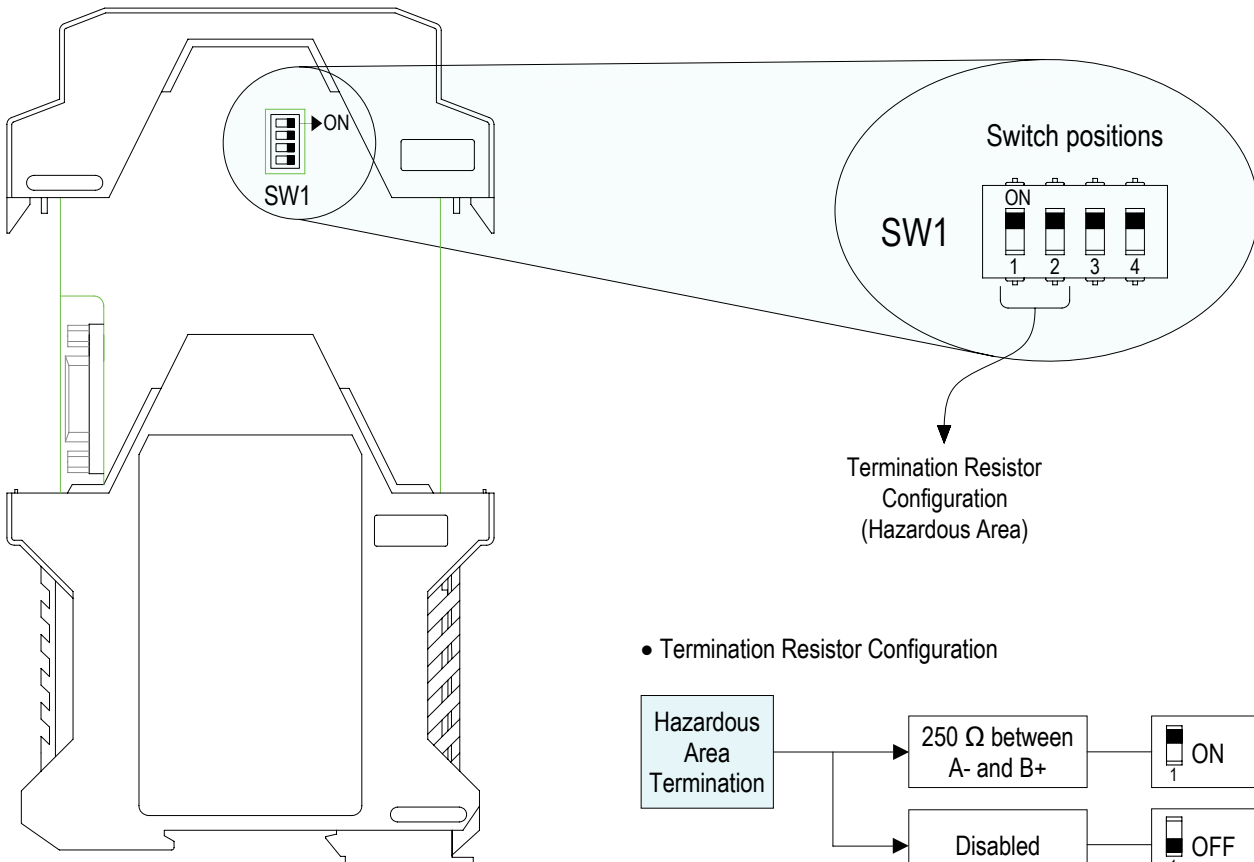 ON
SW1
Switch positions
SW1
ON
1 2 3 4
Termination Resistor
Configuration
(Hazardous Area)
• Termination Resistor Configuration
Hazardous
Area
Termination
250 Ω between
A- and B+
1
ON
Disabled
OFF